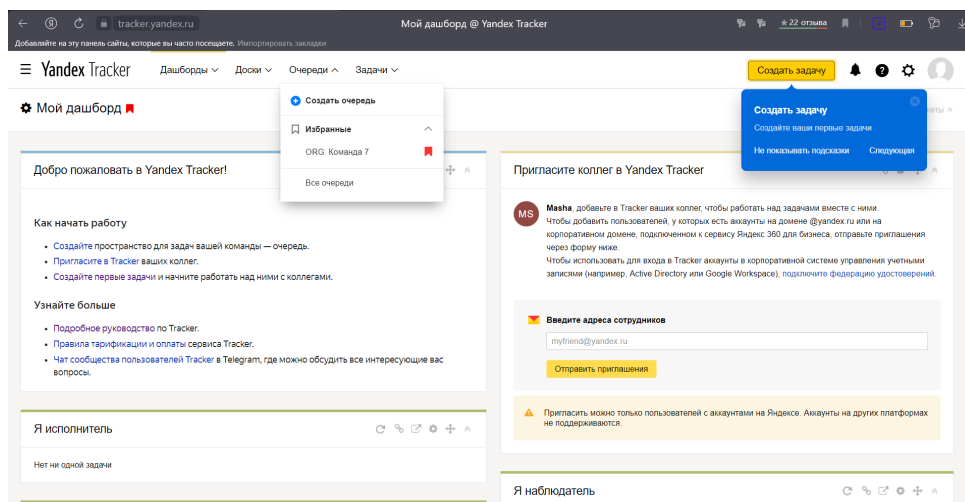 tracker.yandex.ru
Мой дашборд @ Yandex Tracker
★ 22 отзыва
Добавляйте на эту панель сайты, которые вы часто посещаете. Импортировать закладки
Yandex Tracker
Дашборды
Доски
Очереди
Задачи
Создать задачу
Создать очередь
Избранные
ORG: Команда 7
Все очереди
Мой дашборд
Создать задачу
Создайте ваши первые задачи
Не показывать подсказки Следующая
Добро пожаловать в Yandex Tracker!
Как начать работу
• Создайте пространство для задач вашей команды — очередь.
• Пригласите в Tracker ваших коллег.
• Создайте первые задачи и начните работать над ними с коллегами.
Узнайте больше
• Подробное руководство по Tracker.
• Правила тарификации и оплаты сервиса Tracker.
• Чат сообщества пользователей Tracker в Telegram, где можно обсудить все интересующие вас
вопросы.
Я исполнитель
Нет ни одной задачи
Пригласите коллег в Yandex Tracker
MS
Masha, добавьте в Tracker ваших коллег, чтобы работать над задачами вместе с ними.
Чтобы добавить пользователей, у которых есть аккаунты на домене @yandex.ru или на
корпоративном домене, подключенном к сервису Яндекс 360 для бизнеса, отправьте приглашения
через форму ниже.
Чтобы использовать для входа в Tracker аккаунты в корпоративной системе управления учетными
записями (например, Active Directory или Google Workspace), подключите федерацию удостоверений.
Введите адреса сотрудников
myfriend@yandex.ru
Отправить приглашения
Пригласить можно только пользователей с аккаунтами на Яндексе. Аккаунты на других платформах
не поддерживаются.
Я наблюдатель